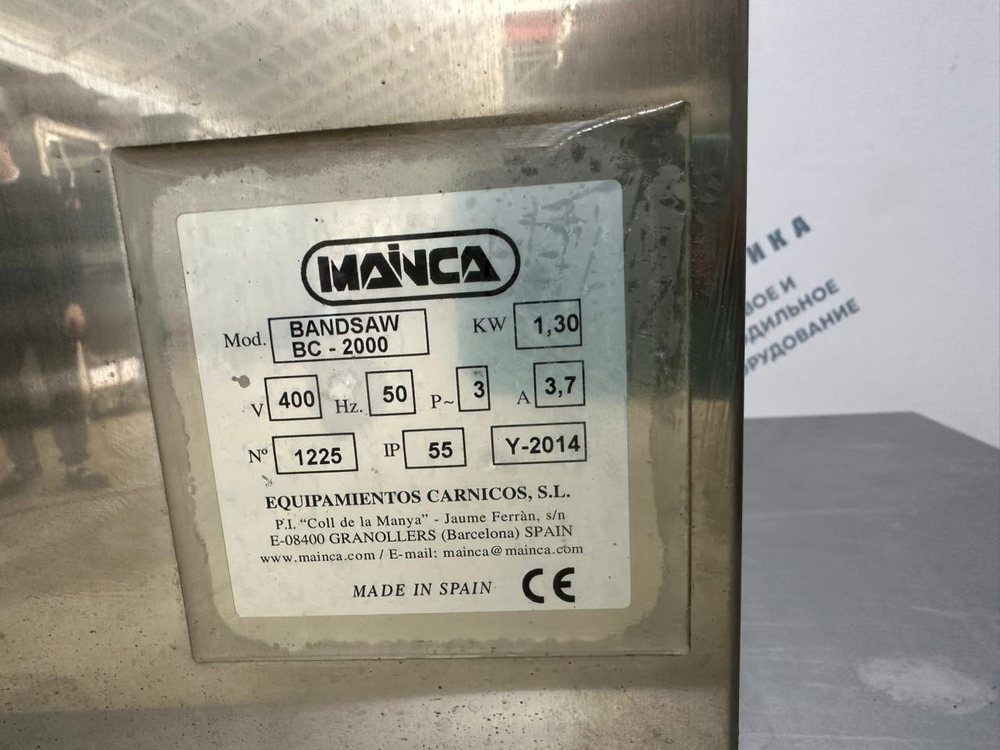 MAINCA
Mod. BANDSAW BC - 2000 KW 1,30
V 400 Hz. 50 P~ 3 A 3,7
Nº 1225 IP 55 Y-2014
EQUIPAMIENTOS CARNICOS, S.L.
P.I. “Coll de la Manya” - Jaume Ferràn, s/n
E-08400 GRANOLLERS (Barcelona) SPAIN
www.mainca.com / E-mail: mainca@mainca.com
MADE IN SPAIN CE